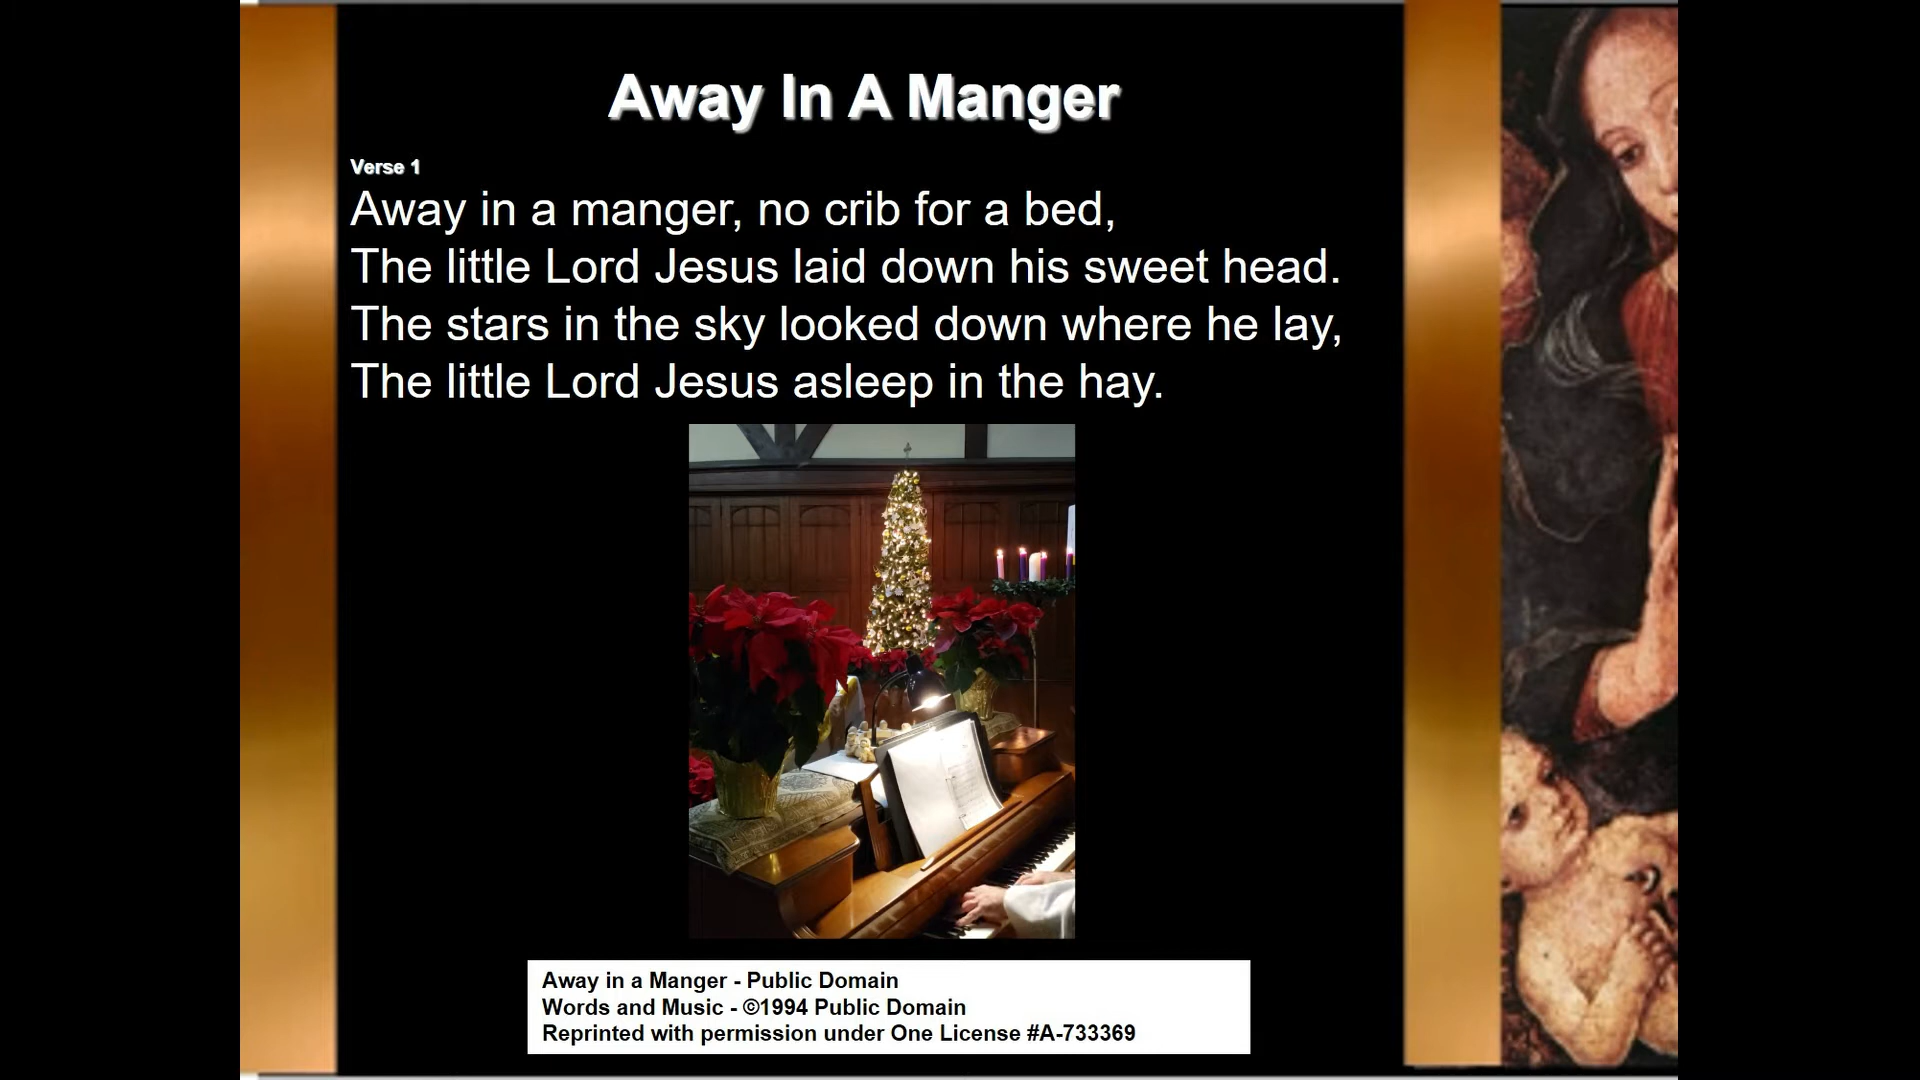 Away In A Manger
Verse 1
Away in a manger, no crib for a bed,
The little Lord Jesus laid down his sweet head.
The stars in the sky looked down where he lay,
The little Lord Jesus asleep in the hay.
Away in a Manger - Public Domain
Words and Music - ©1994 Public Domain
Reprinted with permission under One License #A-733369